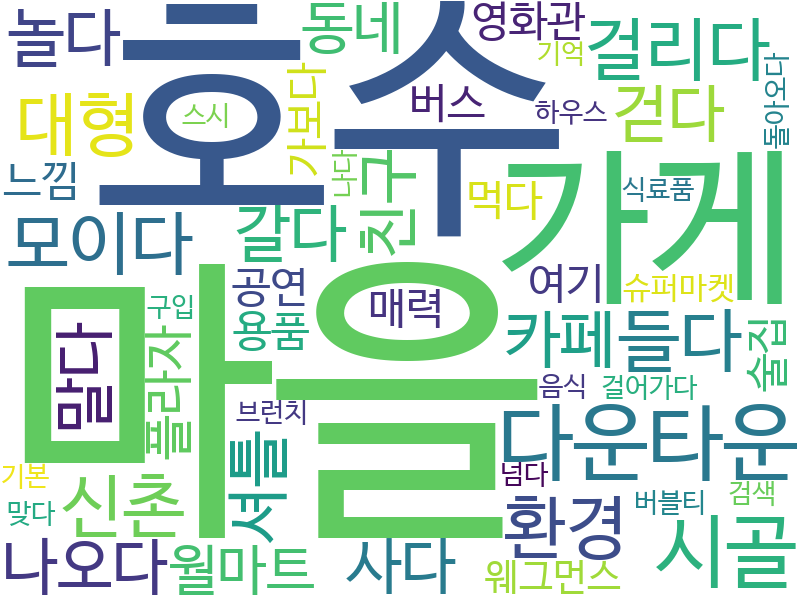 놀다
호수
동네
영화관
기억
걸리다
돌아오다
대형
스시
가보다
버스
하우스
걷다
느낌
나다
친구
먹다
식료품
가게
모이다
갈다
공연
매력
여기
슈퍼마켓
마을
말다
구입
플라자
용품
카페
들다
술집
브런치
음식
걸어가다
다운타운
셔틀
기본
신촌
맞다
넘다
환경
버블티
검색
시골
나오다
월마트
사다
웨그먼스